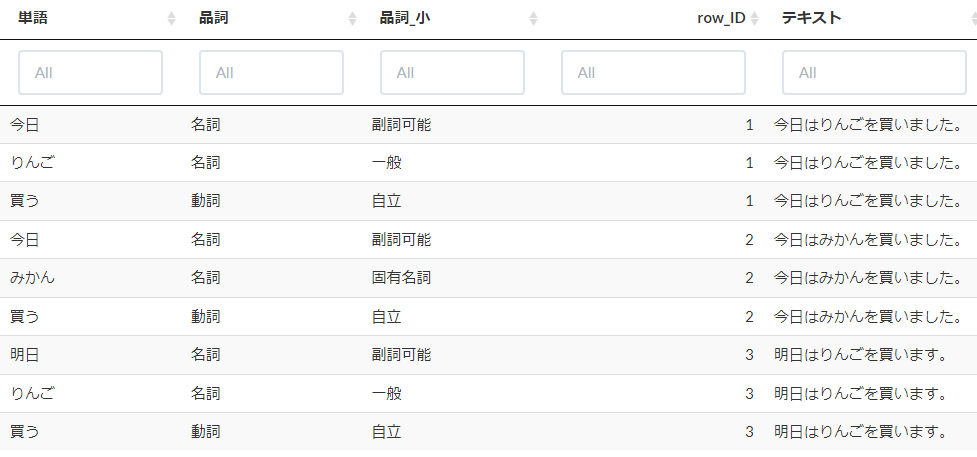 単語 品詞 品詞_小 row_ID テキスト
All All All All All
今日 名詞 副詞可能 1 今日はりんごを買いました。
りんご 名詞 一般 1 今日はりんごを買いました。
買う 動詞 自立 1 今日はりんごを買いました。
今日 名詞 副詞可能 2 今日はみかんを買いました。
みかん 名詞 固有名詞 2 今日はみかんを買いました。
買う 動詞 自立 2 今日はみかんを買いました。
明日 名詞 副詞可能 3 明日はりんごを買います。
りんご 名詞 一般 3 明日はりんごを買います。
買う 動詞 自立 3 明日はりんごを買います。